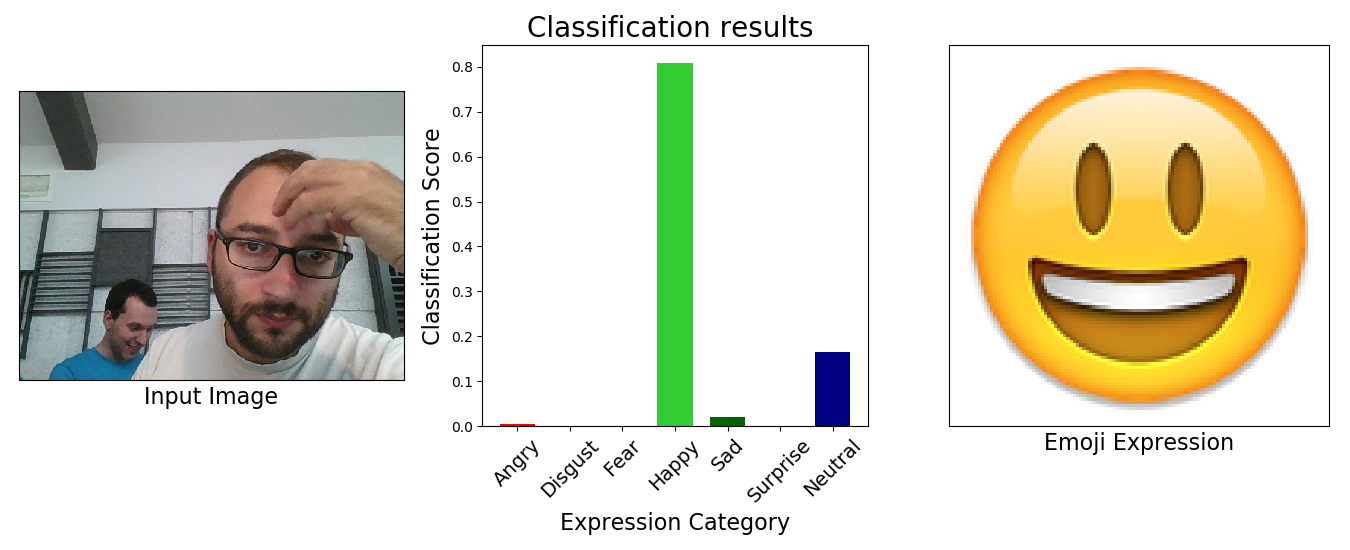 Classification results
Input Image
Classification Score
0.8
0.7
0.6
0.5
0.4
0.3
0.2
0.1
0.0
Angry
Disgust
Fear
Happy
Sad
Surprise
Neutral
Expression Category
Emoji Expression